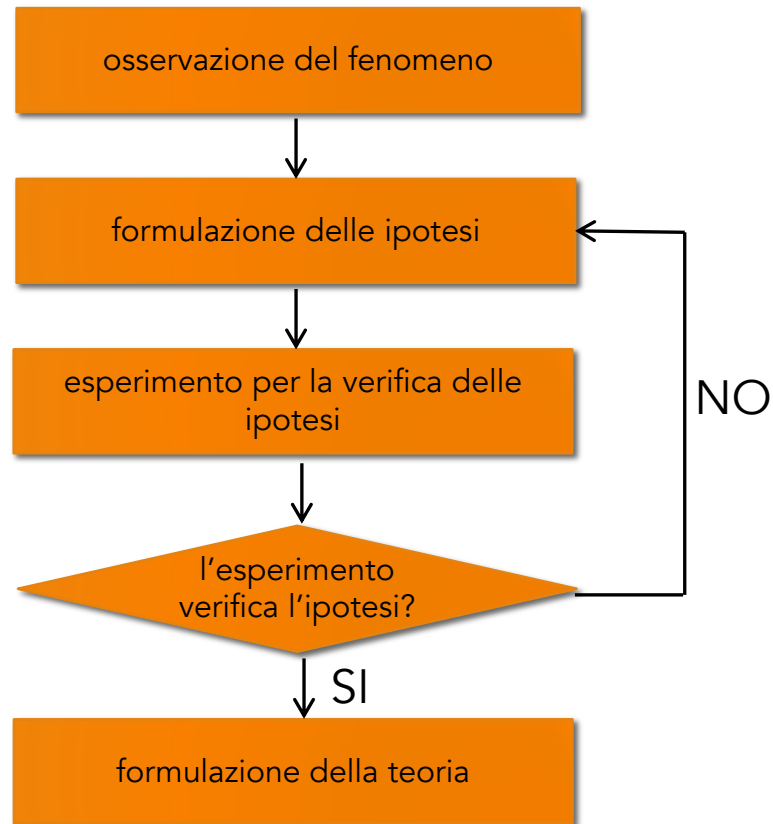 osservazione del fenomeno
formulazione delle ipotesi
esperimento per la verifica delle
ipotesi
NO
l’esperimento
verifica l’ipotesi?
SI
formulazione della teoria